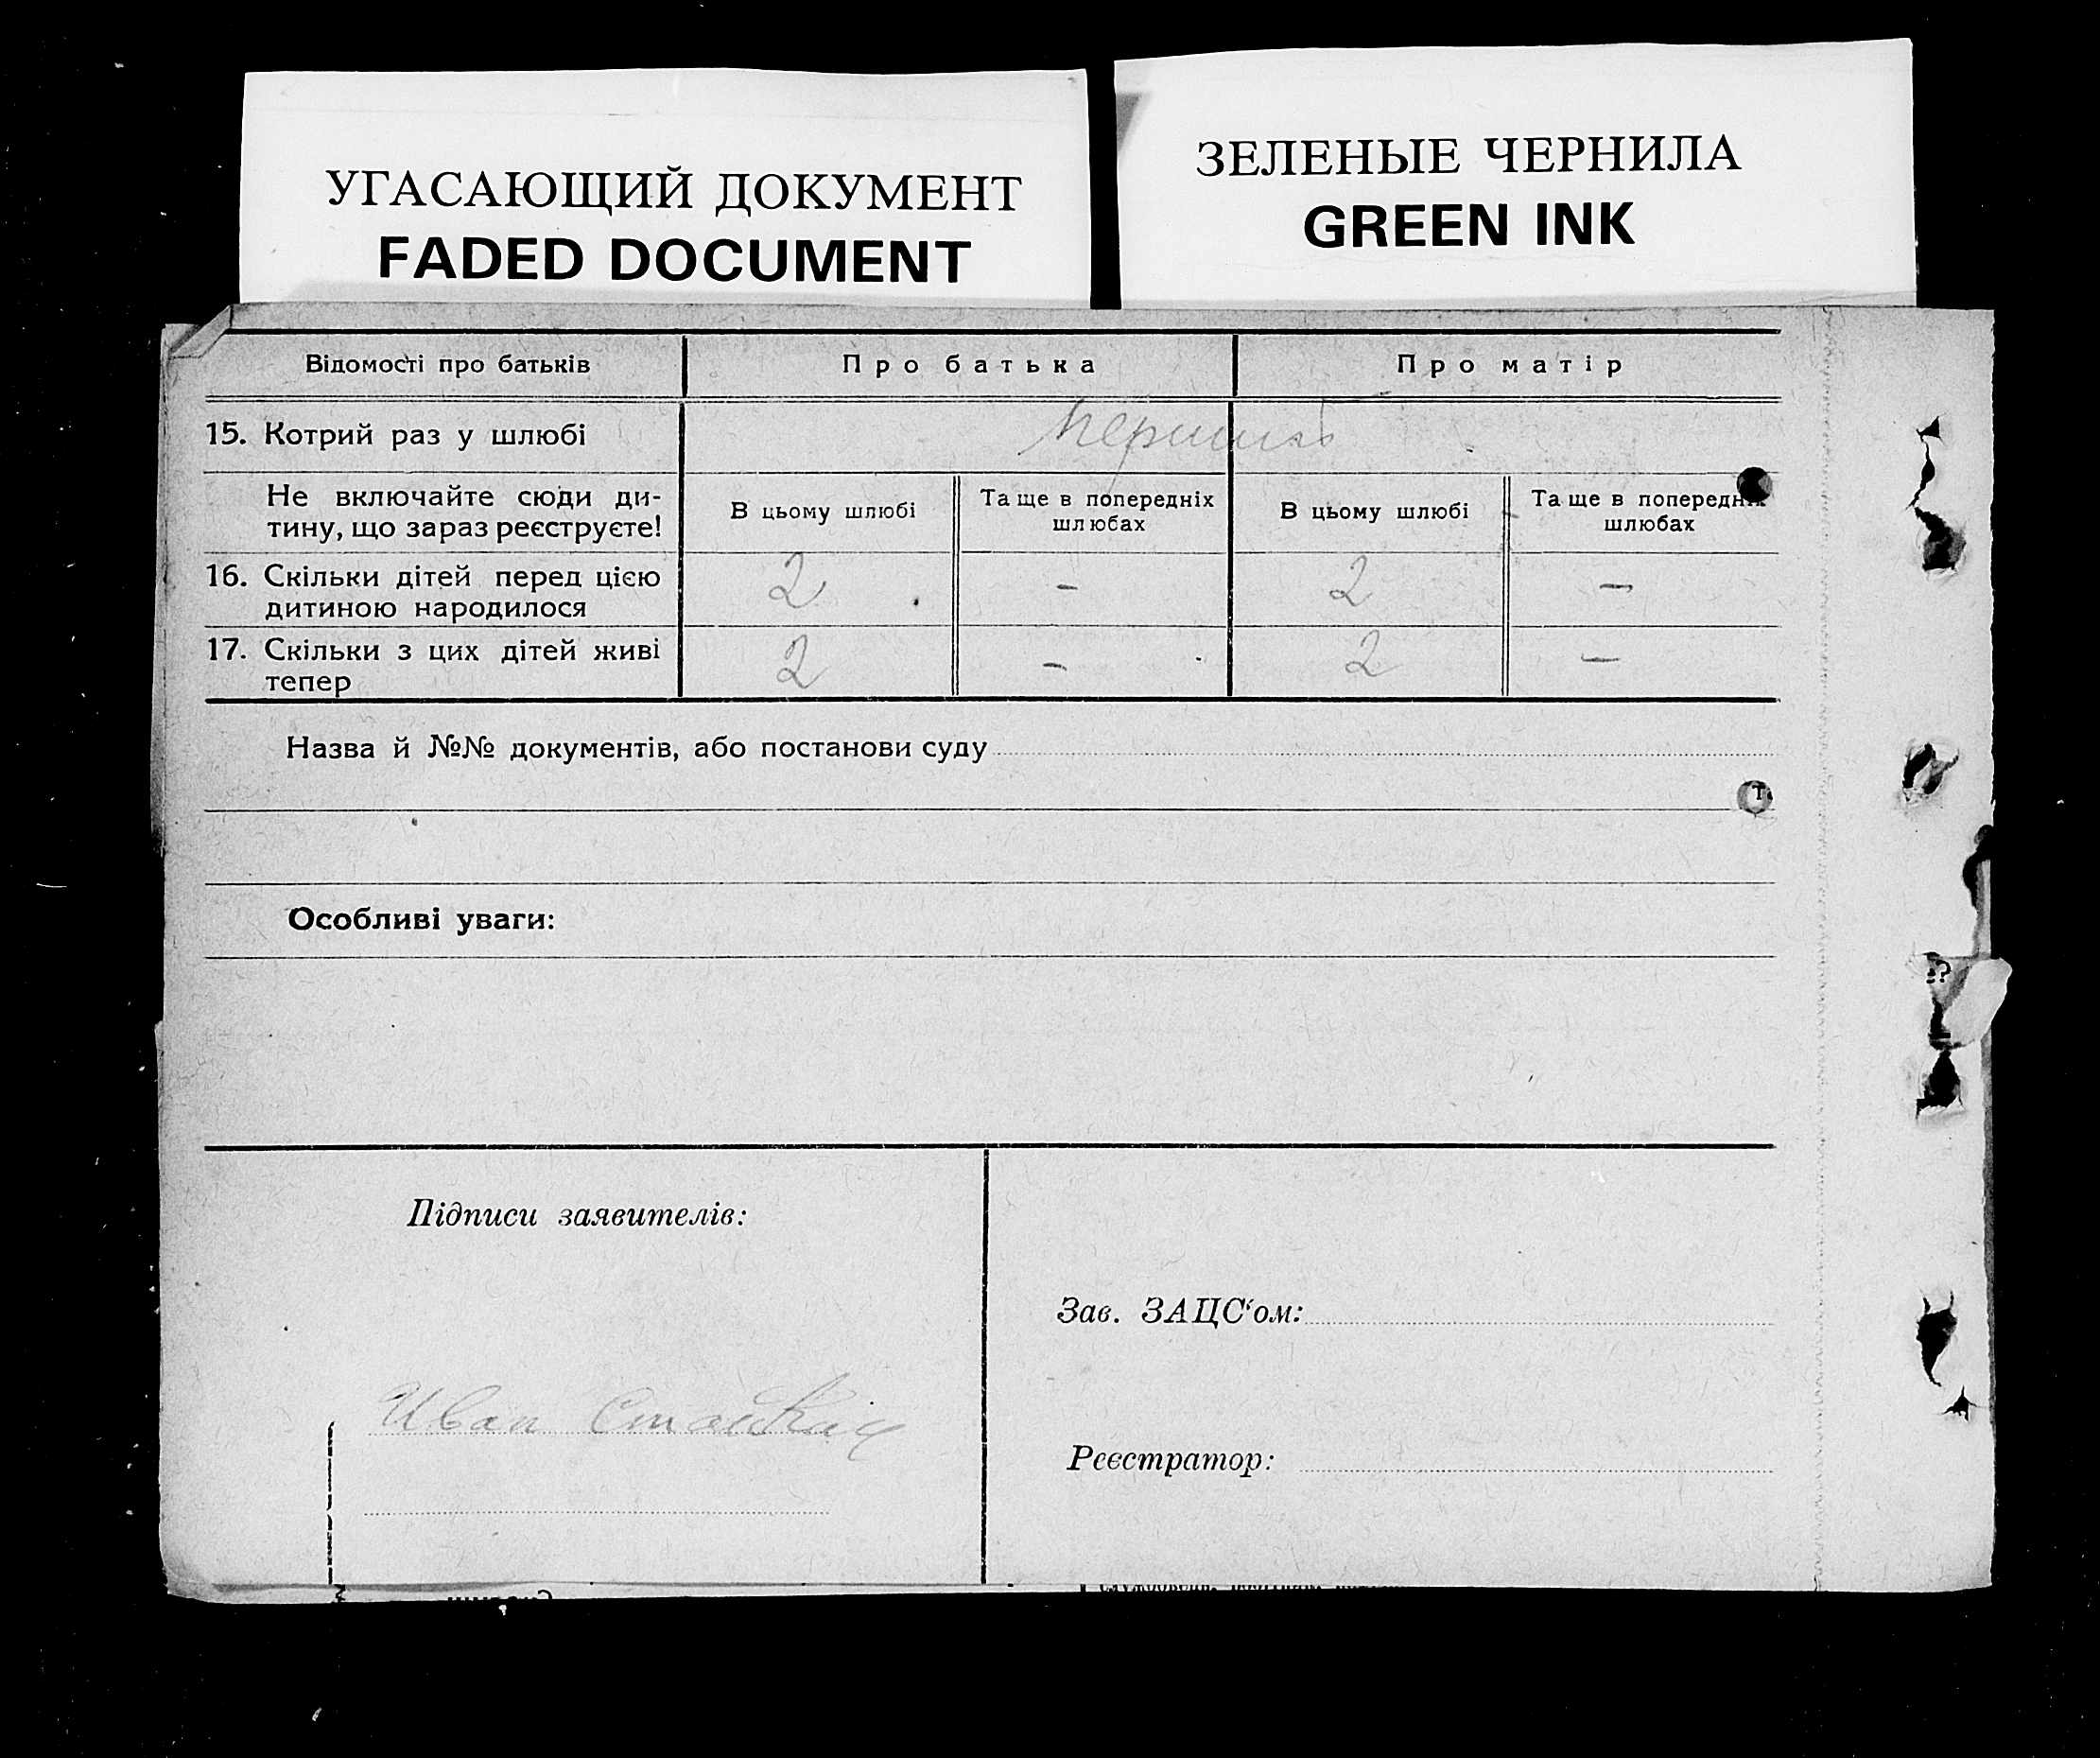 УГАСАЮЩИЙ ДОКУМЕНТ
FADED DOCUMENT
ЗЕЛЕНЫЕ ЧЕРНИЛА
GREEN INK
Відомості про батьків
Про батька
Про матір
15. Котрий раз у шлюбі
Не включайте сюди ди-
тину, що зараз реєструєте!
В цьому шлюбі
Та ще в попередніх
шлюбах
В цьому шлюбі
Та ще в попередніх
шлюбах
16. Скільки дітей перед цією
дитиною народилося
2 - 2 -
17. Скільки з цих дітей живі
тепер
2 - 2 -
Назва й №№ документів, або постанови суду
Особливі уваги:
Підписи заявителів:
Иван
Зав. ЗАЦС‘ом:
Реєстратор: